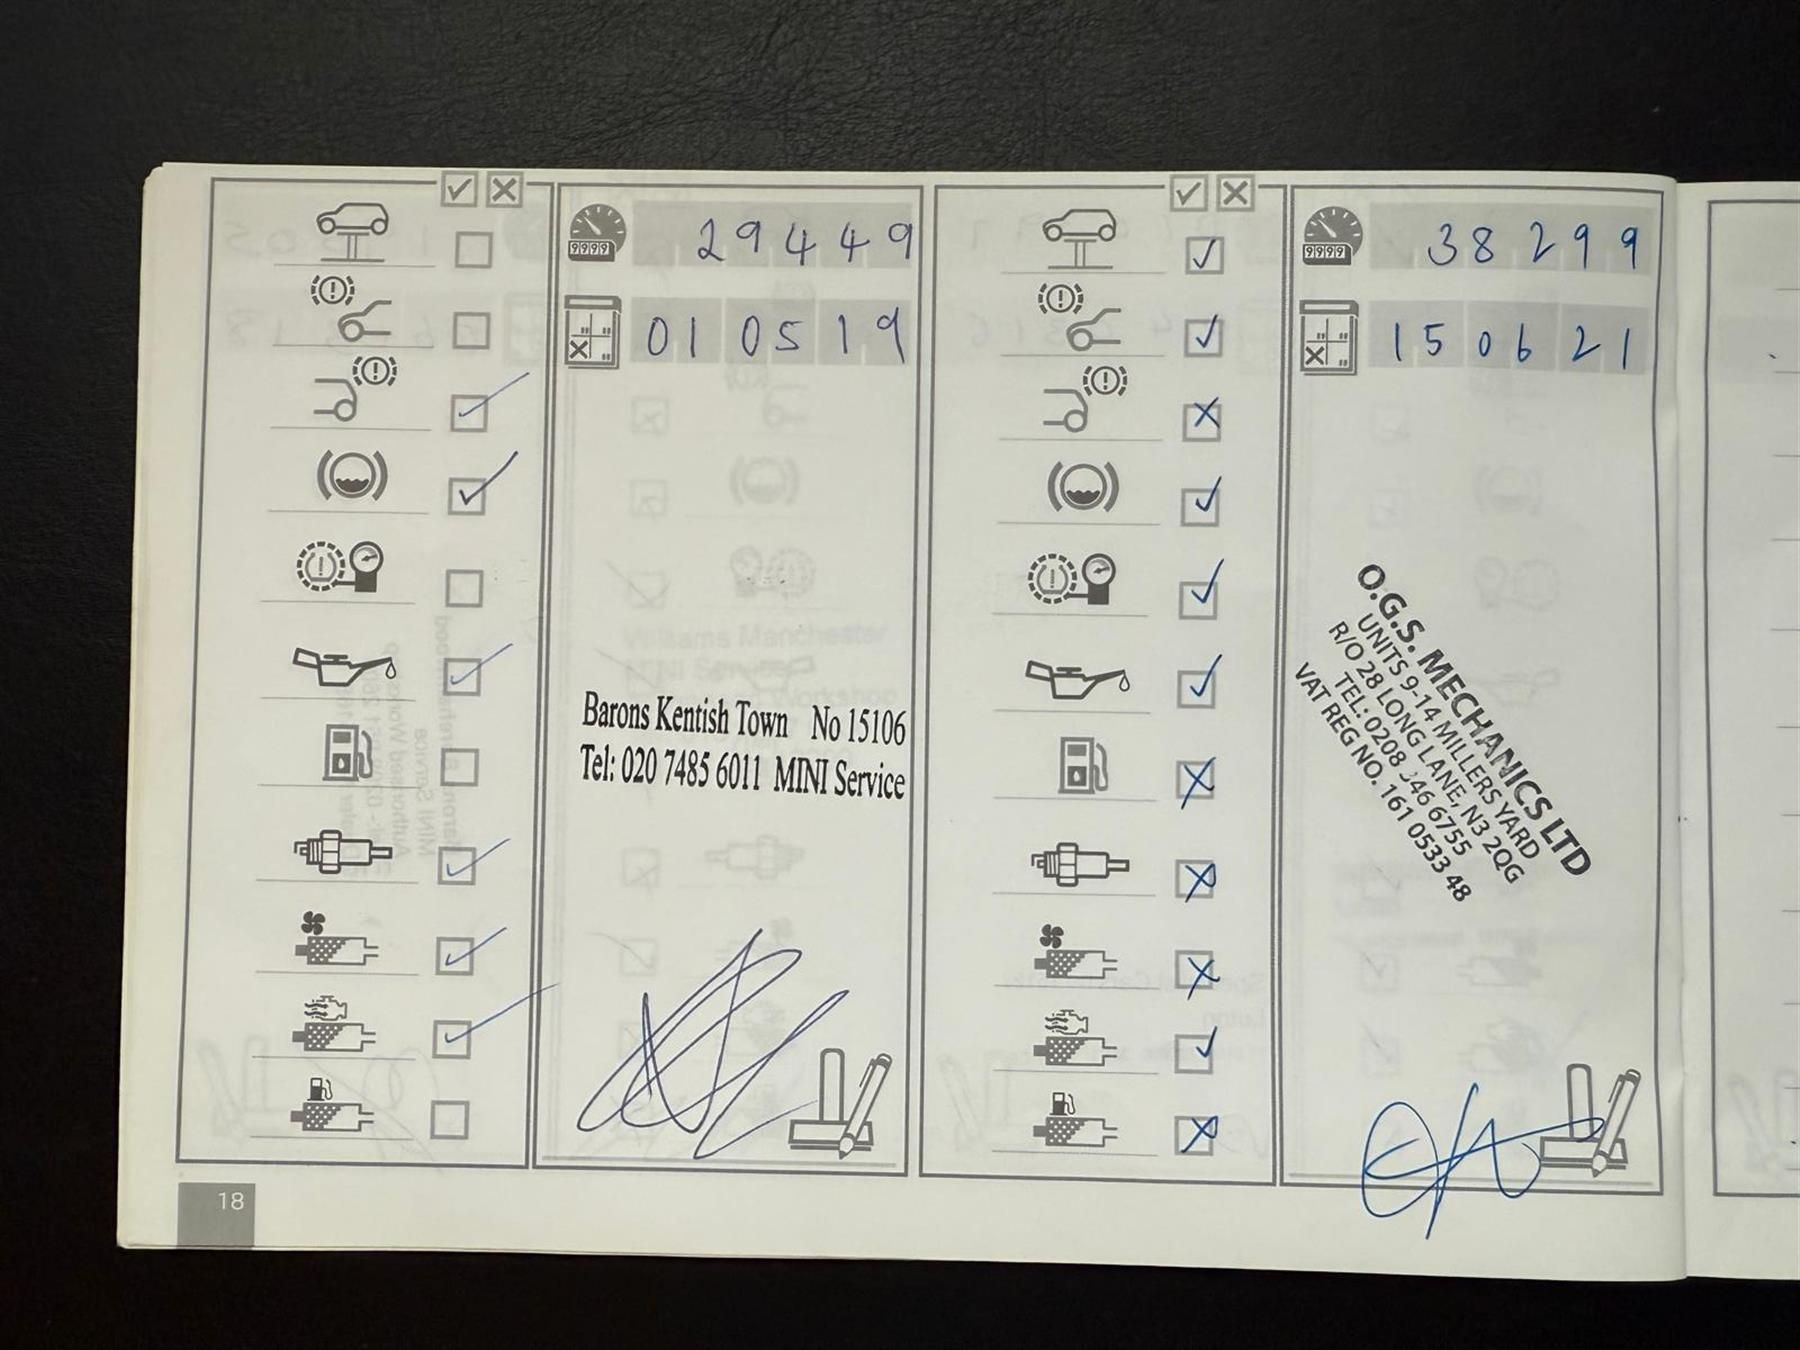 29449
010519
Barons Kentish Town No 15106
Tel: 020 7485 6011 MINI Service
38299
150621
O.G.S. MECHANICS LTD
UNITS 9-14 MILLERS YARD
R/O 28 LONG LANE, N3 2QG
TEL: 0208 346 6755
VAT REG NO. 161 0533 48
18